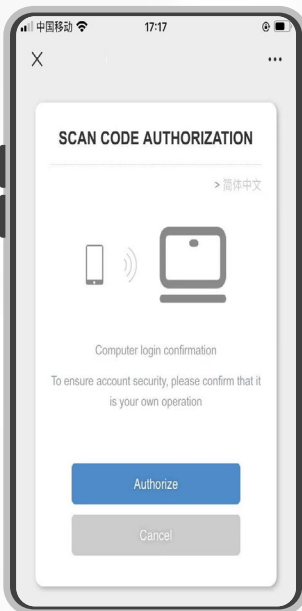 中国移动
17:17
SCAN CODE AUTHORIZATION
> 简体中文
Computer login confirmation
To ensure account security, please confirm that it
is your own operation
Authorize
Cancel